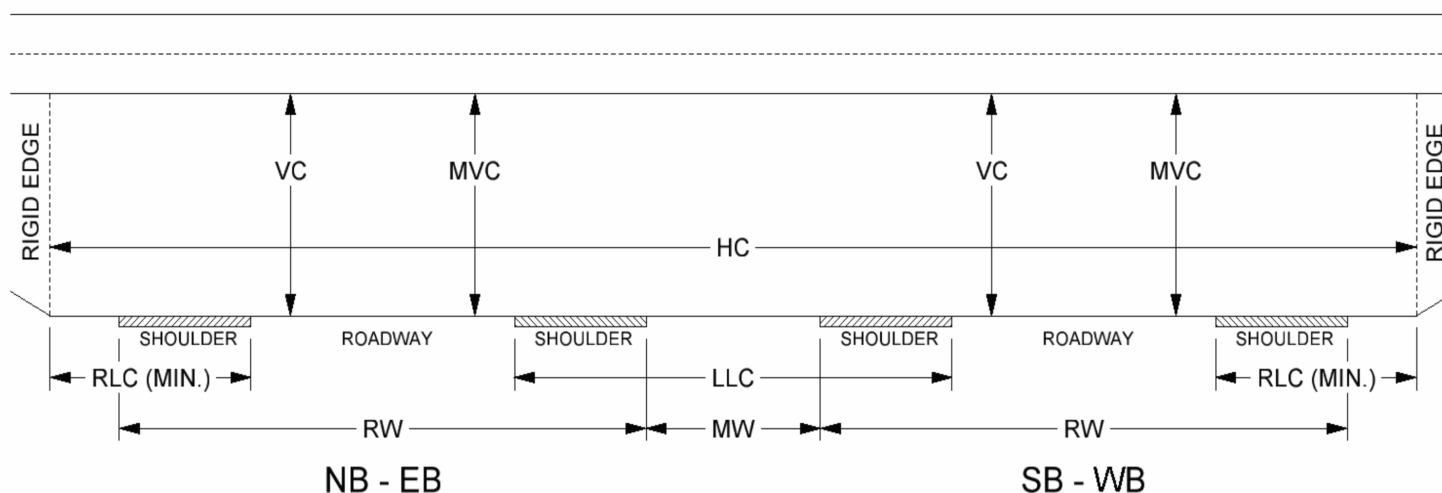 RIGID EDGE
VC
MVC
VC
MVC
RIGID EDGE
HC
SHOULDER
ROADWAY
SHOULDER
SHOULDER
ROADWAY
SHOULDER
RLC (MIN.)
LLC
RLC (MIN.)
RW
MW
RW
NB - EB
SB - WB